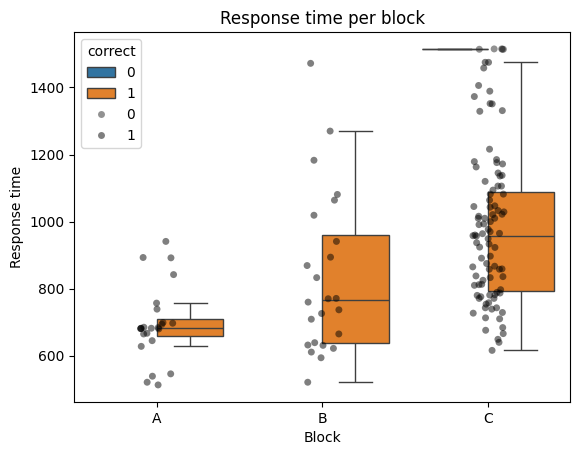 Response time per block
correct
0
1
0
1
1400
1200
1000
800
600
Response time
A
B
C
Block